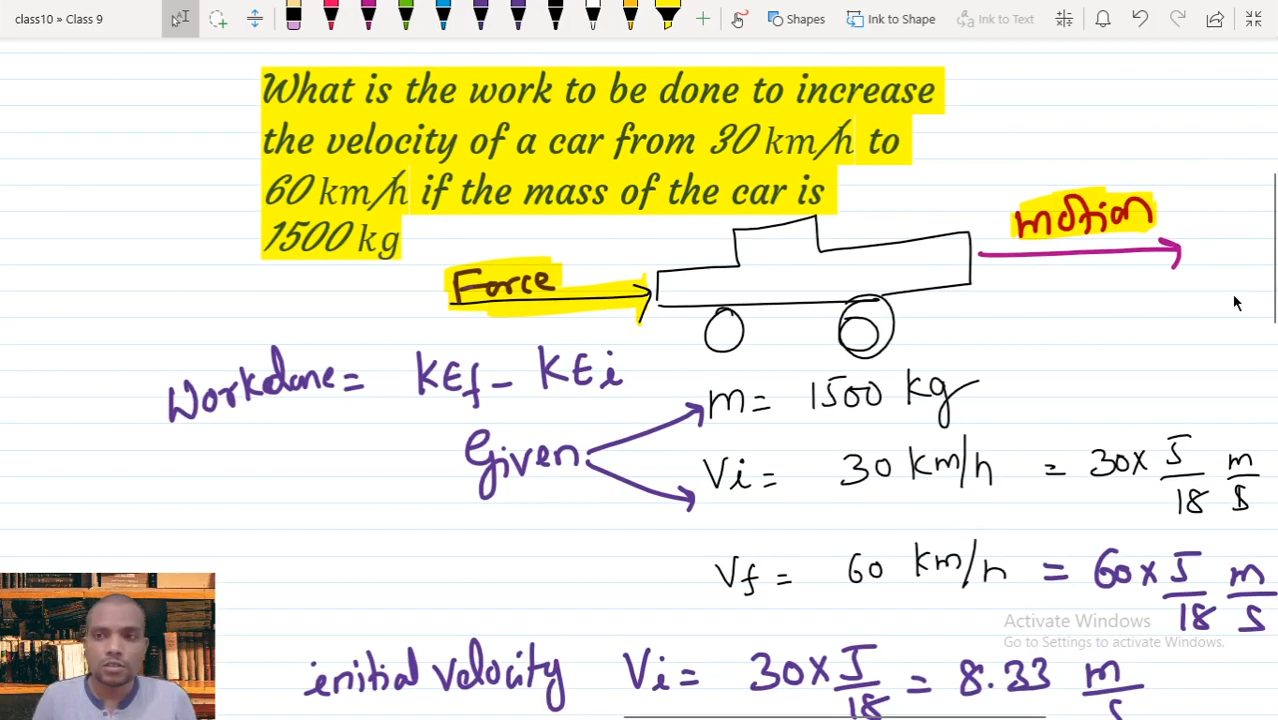 class10 » Class 9
Shapes
Ink to Shape
Ink to Text
What is the work to be done to increase
the velocity of a car from 30 km/h to
60 km/h if the mass of the car is
1500 kg
motion
Force
Workdone = KEf - KEi
Given
m = 1500 kg
Vi = 30 km/h = 30 × 5/18 m/s
Vf = 60 km/h = 60 × 5/18 m/s
Activate Windows
Go to Settings to activate Windows.
initial velocity Vi = 30 × 5/18 = 8.33 m/s